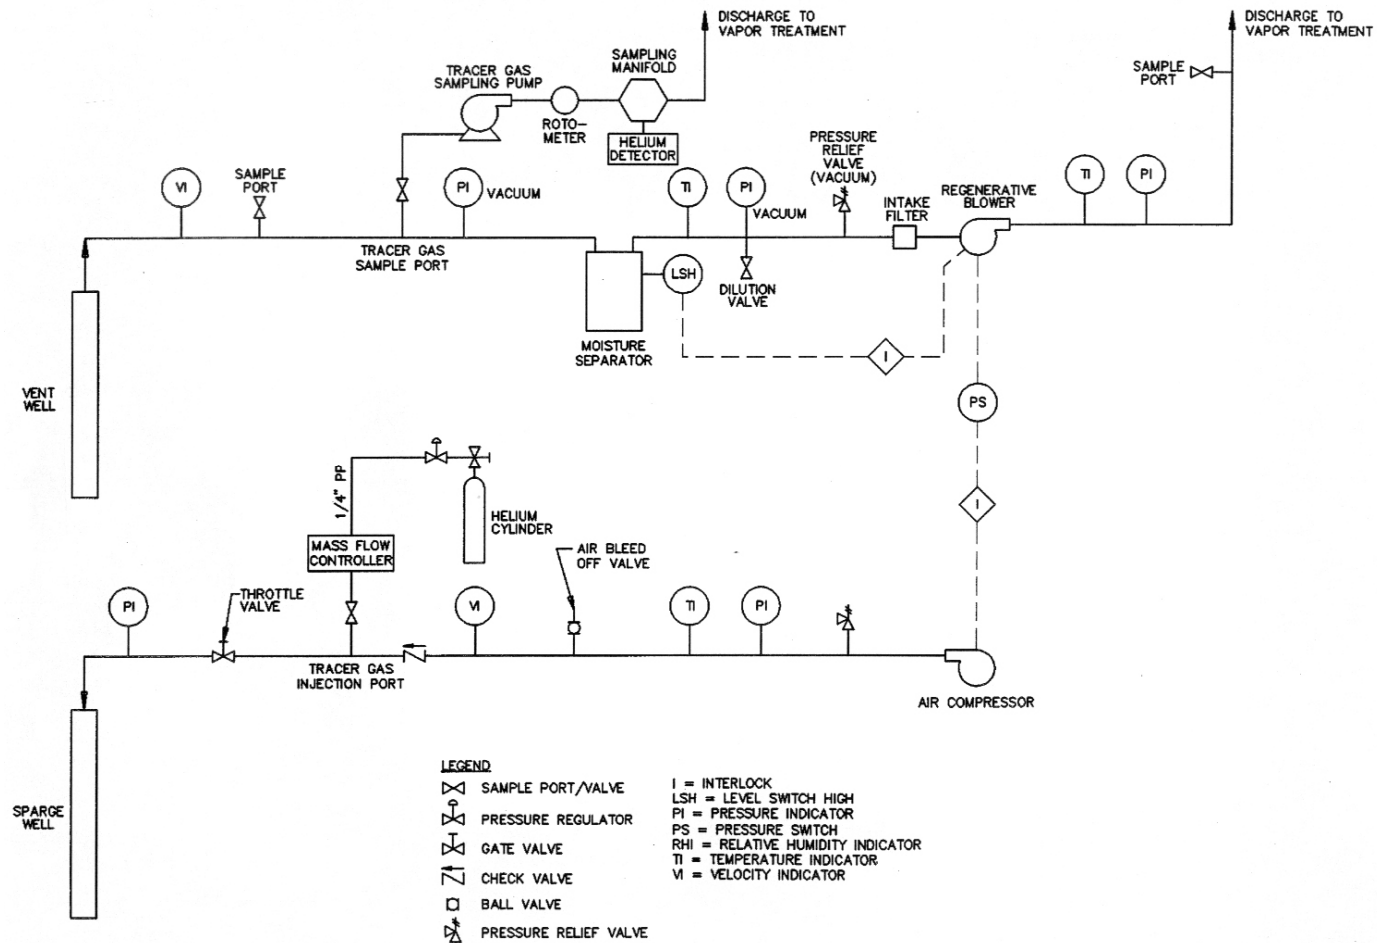 DISCHARGE TO
VAPOR TREATMENT
DISCHARGE TO
VAPOR TREATMENT
SAMPLING
MANIFOLD
TRACER GAS
SAMPLING PUMP
SAMPLE
PORT
ROTO-
METER
HELIUM
DETECTOR
PRESSURE
RELIEF
VALVE
(VACUUM)
REGENERATIVE
BLOWER
INTAKE
FILTER
VI
SAMPLE
PORT
PI
VACUUM
TI
PI
VACUUM
TI
PI
TRACER GAS
SAMPLE PORT
LSH
DILUTION
VALVE
MOISTURE
SEPARATOR
I
VENT
WELL
PS
I
1/4" PP
HELIUM
CYLINDER
MASS FLOW
CONTROLLER
AIR BLEED
OFF VALVE
PI
THROTTLE
VALVE
VI
TI
PI
TRACER GAS
INJECTION PORT
AIR COMPRESSOR
SPARGE
WELL
LEGEND
SAMPLE PORT/VALVE
PRESSURE REGULATOR
GATE VALVE
CHECK VALVE
BALL VALVE
PRESSURE RELIEF VALVE
I = INTERLOCK
LSH = LEVEL SWITCH HIGH
PI = PRESSURE INDICATOR
PS = PRESSURE SWITCH
RHI = RELATIVE HUMIDITY INDICATOR
TI = TEMPERATURE INDICATOR
VI = VELOCITY INDICATOR